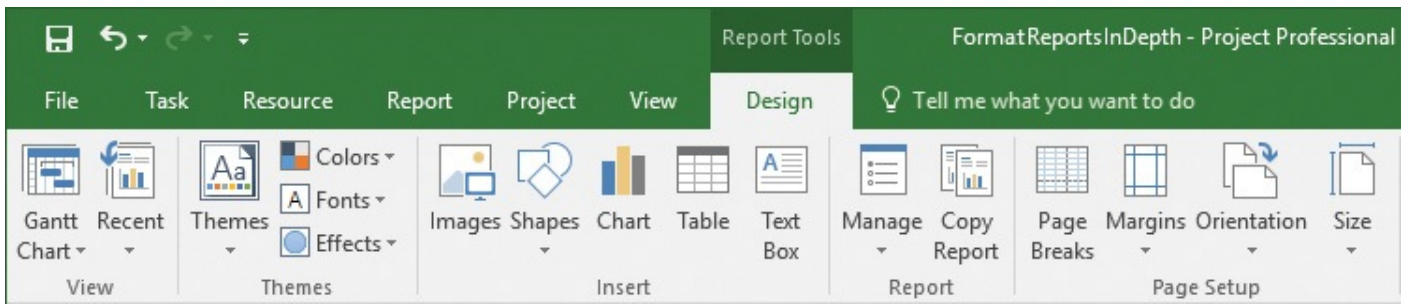 Report Tools
FormatReportsInDepth - Project Professional
File Task Resource Report Project View Design Tell me what you want to do
Gantt Chart
Recent
Themes
Aa
Colors
A Fonts
Effects
Images
Shapes
Chart
Table
A
Text Box
Manage
Copy Report
Page Breaks
Margins
Orientation
Size
View Themes Insert Report Page Setup